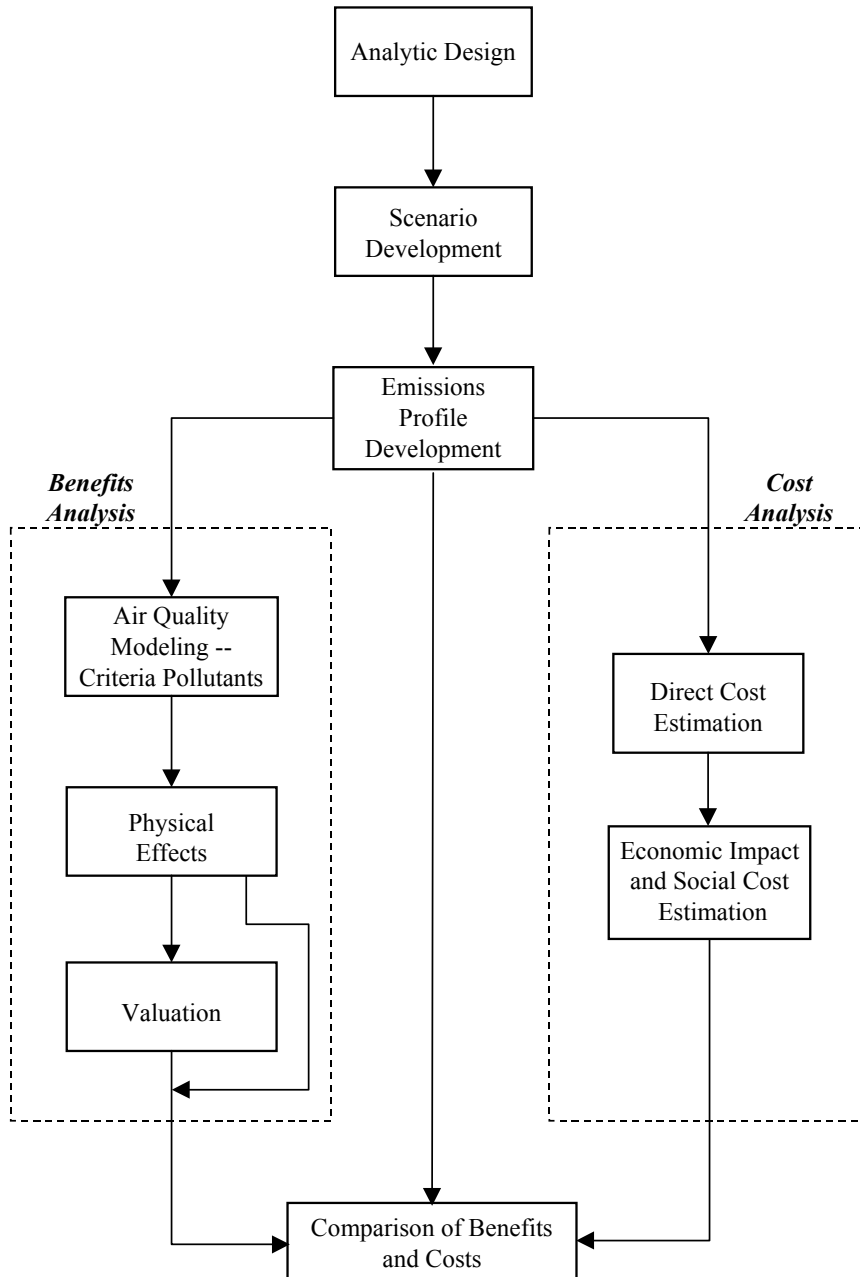 Analytic Design
Scenario
Development
Emissions
Profile
Development
Benefits
Analysis
Cost
Analysis
Air Quality
Modeling --
Criteria Pollutants
Direct Cost
Estimation
Physical
Effects
Economic Impact
and Social Cost
Estimation
Valuation
Comparison of Benefits
and Costs